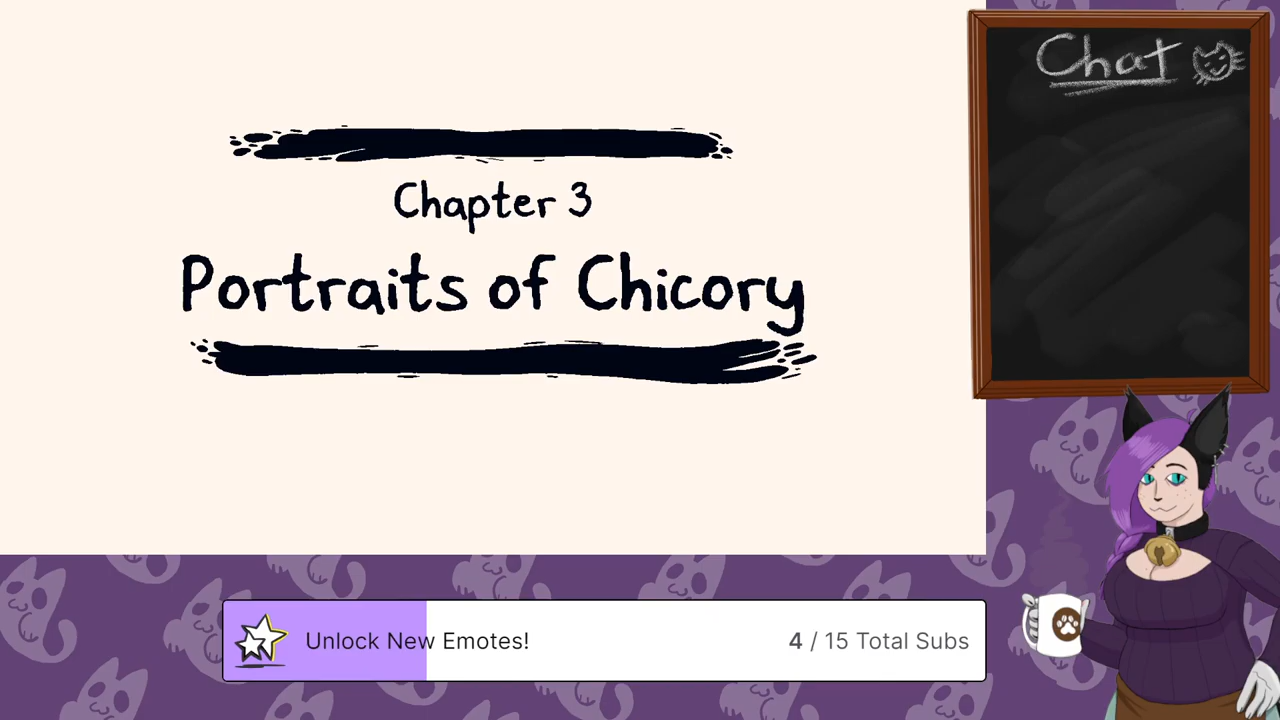 Chapter 3
Portraits of Chicory
Chat
Unlock New Emotes!
4 / 15 Total Subs